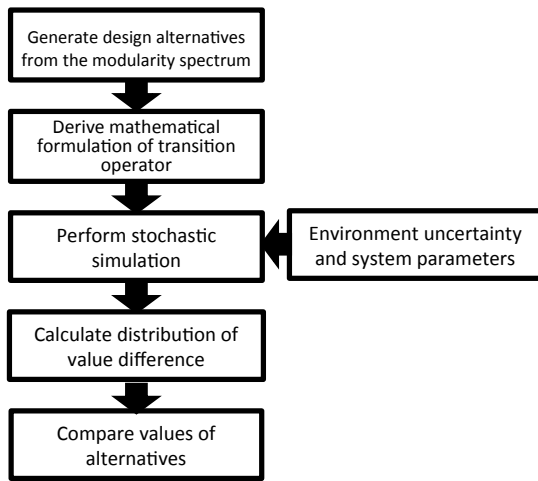 Generate design alternatives
from the modularity spectrum
Derive mathematical
formulation of transition
operator
Perform stochastic
simulation
Environment uncertainty
and system parameters
Calculate distribution of
value difference
Compare values of
alternatives